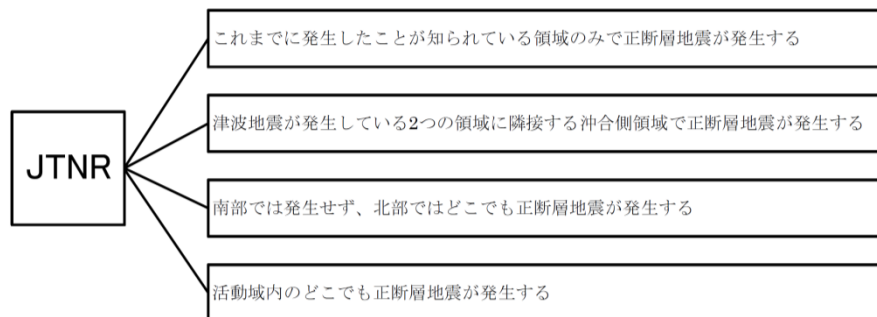 これまでに発生したことが知られている領域のみで正断層地震が発生する
津波地震が発生している2つの領域に隣接する沖合側領域で正断層地震が発生する
JTNR
南部では発生せず、北部ではどこでも正断層地震が発生する
活動域内のどこでも正断層地震が発生する